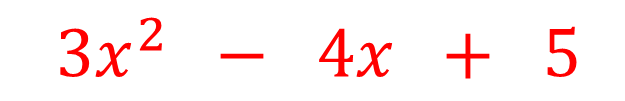 3x² − 4x + 5